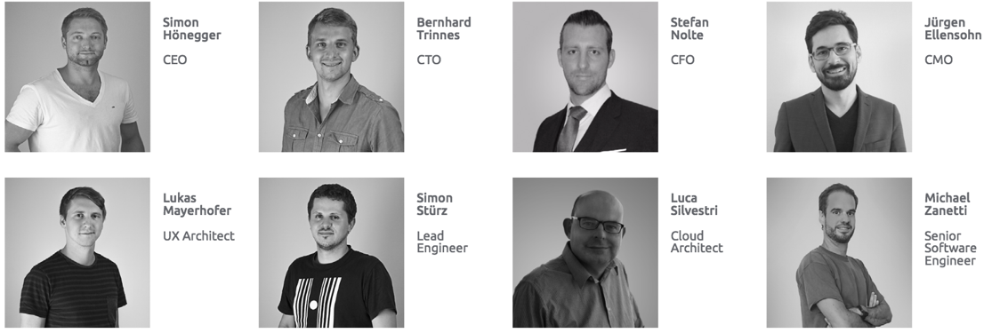 Simon
Hönegger
CEO
Bernhard
Trinnes
CTO
Stefan
Nolte
CFO
Jürgen
Ellensohn
CMO
Lukas
Mayerhofer
UX Architect
Simon
Stürz
Lead
Engineer
Luca
Silvestri
Cloud
Architect
Michael
Zanetti
Senior
Software
Engineer